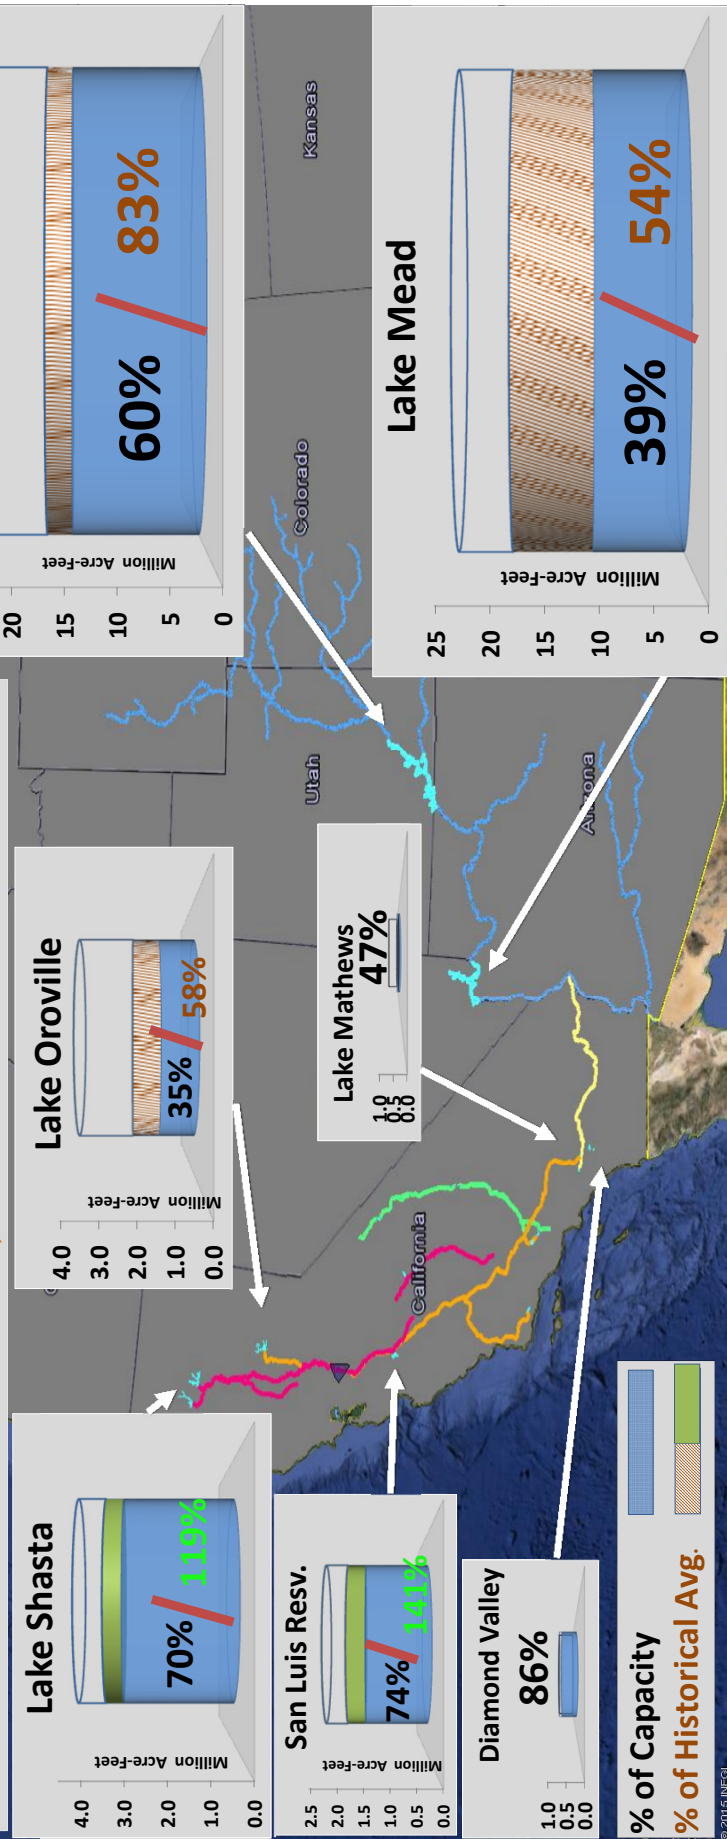 20
15
10
5
0
Million Acre-Feet
60%
83%
Kansas
Colorado
Utah
Arizona
California
Lake Mead
25
20
15
10
5
0
Million Acre-Feet
39%
54%
Lake Oroville
4.0
3.0
2.0
1.0
0.0
Million Acre-Feet
35%
58%
Lake Mathews
1.0
0.5
0.0
47%
Lake Shasta
4.0
3.0
2.0
1.0
0.0
Million Acre-Feet
70%
119%
San Luis Resv.
2.5
2.0
1.5
1.0
0.5
0.0
Million Acre-Feet
74%
141%
Diamond Valley
1.0
0.5
0.0
86%
% of Capacity
% of Historical Avg.
© 2015 INEGI